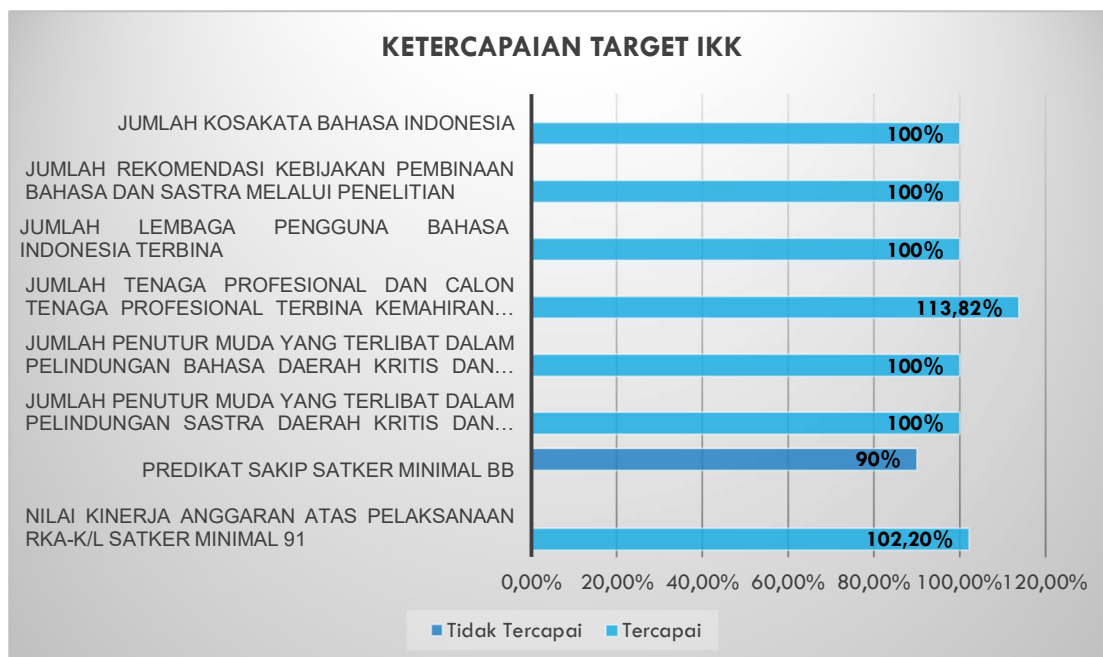 KETERCAPAIAN TARGET IKK
JUMLAH KOSAKATA BAHASA INDONESIA
100%
JUMLAH REKOMENDASI KEBIJAKAN PEMBINAAN
BAHASA DAN SASTRA MELALUI PENELITIAN
100%
JUMLAH LEMBAGA PENGGUNA BAHASA
INDONESIA TERBINA
100%
JUMLAH TENAGA PROFESIONAL DAN CALON
TENAGA PROFESIONAL TERBINA KEMAHIRAN…
113,82%
JUMLAH PENUTUR MUDA YANG TERLIBAT DALAM
PELINDUNGAN BAHASA DAERAH KRITIS DAN…
100%
JUMLAH PENUTUR MUDA YANG TERLIBAT DALAM
PELINDUNGAN SASTRA DAERAH KRITIS DAN…
100%
PREDIKAT SAKIP SATKER MINIMAL BB
90%
NILAI KINERJA ANGGARAN ATAS PELAKSANAAN
RKA-K/L SATKER MINIMAL 91
102,20%
0,00% 20,00% 40,00% 60,00% 80,00% 100,00% 120,00%
Tidak Tercapai Tercapai